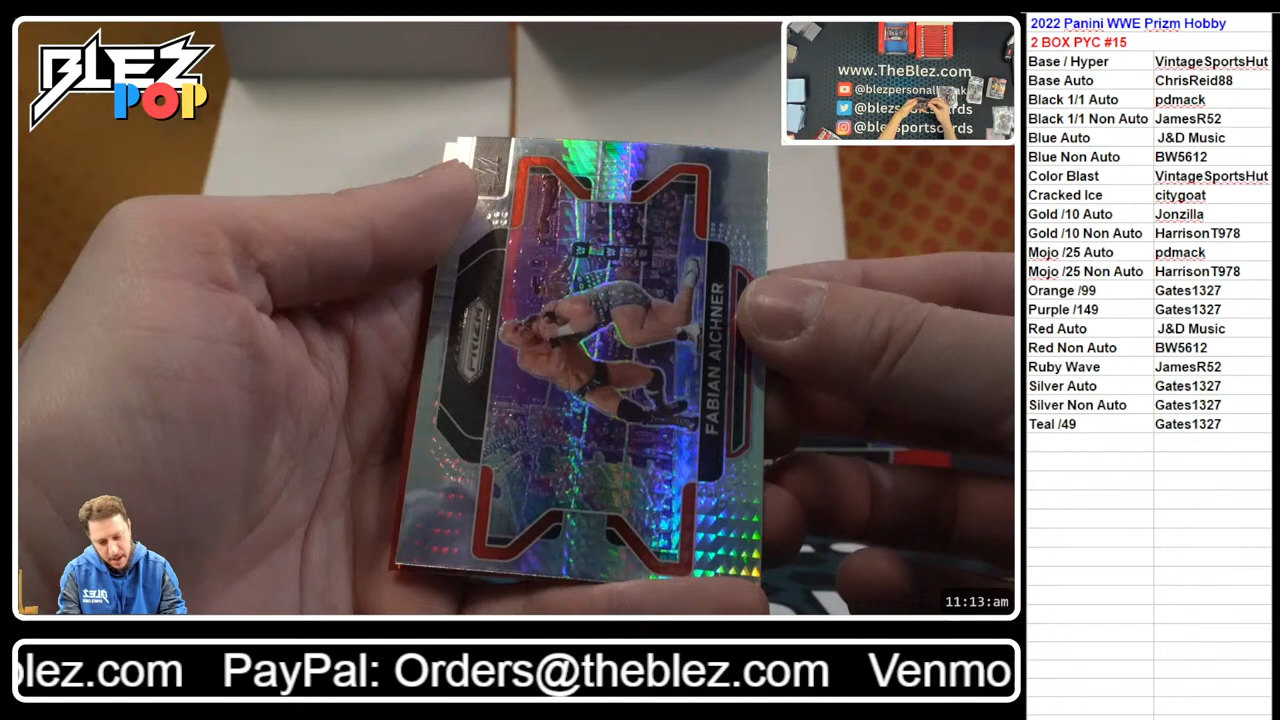 BLEZ
POP
www.TheBlez.com
@blezpersonalbreak
@blezsportscards
@blezsportscards
PRIZM
FABIAN AICHNER
BLEZ
11:13:am
blez.com PayPal: Orders@theblez.com Venmo
2022 Panini WWE Prizm Hobby
2 BOX PYC #15
Base / Hyper VintageSportsHut
Base Auto ChrisReid88
Black 1/1 Auto pdmack
Black 1/1 Non Auto JamesR52
Blue Auto J&D Music
Blue Non Auto BW5612
Color Blast VintageSportsHut
Cracked Ice citygoat
Gold /10 Auto Jonzilla
Gold /10 Non Auto HarrisonT978
Mojo /25 Auto pdmack
Mojo /25 Non Auto HarrisonT978
Orange /99 Gates1327
Purple /149 Gates1327
Red Auto J&D Music
Red Non Auto BW5612
Ruby Wave JamesR52
Silver Auto Gates1327
Silver Non Auto Gates1327
Teal /49 Gates1327